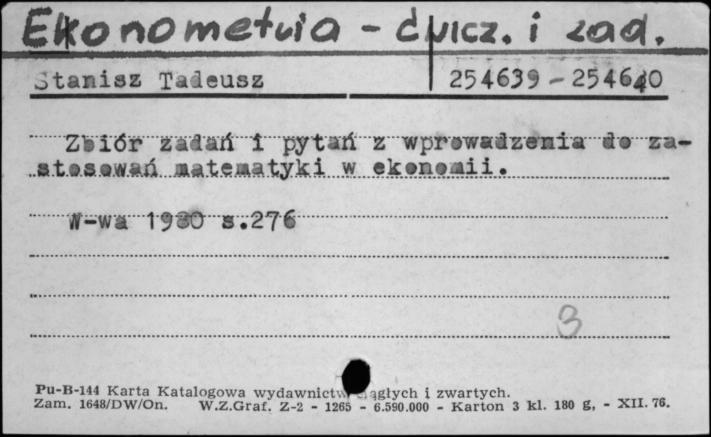 Ekonometria - ćwicz. i zad.
Stanisz Tadeusz 254639 - 254640
Zbiór zadań i pytań z wprowadzenia do za-
stosowań matematyki w ekonomii.
W-wa 1980 s.276
3
Pu-B-144 Karta Katalogowa wydawnictw ciągłych i zwartych.
Zam. 1648/DW/On. W.Z.Graf. Z-2 - 1265 - 6.590.000 - Karton 3 kl. 180 g, - XII. 76.